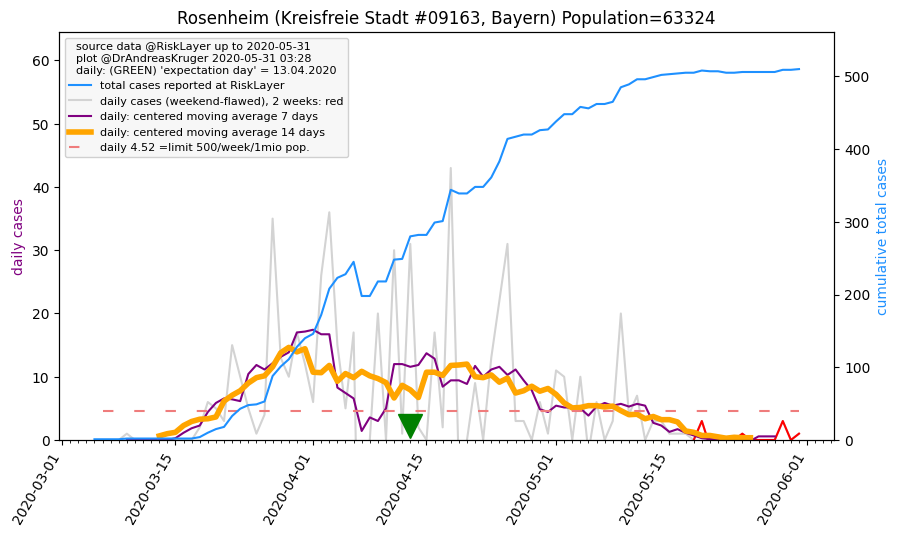 Rosenheim (Kreisfreie Stadt #09163, Bayern) Population=63324
source data @RiskLayer up to 2020-05-31
plot @DrAndreasKruger 2020-05-31 03:28
daily: (GREEN) 'expectation day' = 13.04.2020
total cases reported at RiskLayer
daily cases (weekend-flawed), 2 weeks: red
daily: centered moving average 7 days
daily: centered moving average 14 days
daily 4.52 =limit 500/week/1mio pop.
daily cases
60
50
40
30
20
10
0
cumulative total cases
500
400
300
200
100
0
2020-03-01
2020-03-15
2020-04-01
2020-04-15
2020-05-01
2020-05-15
2020-06-01